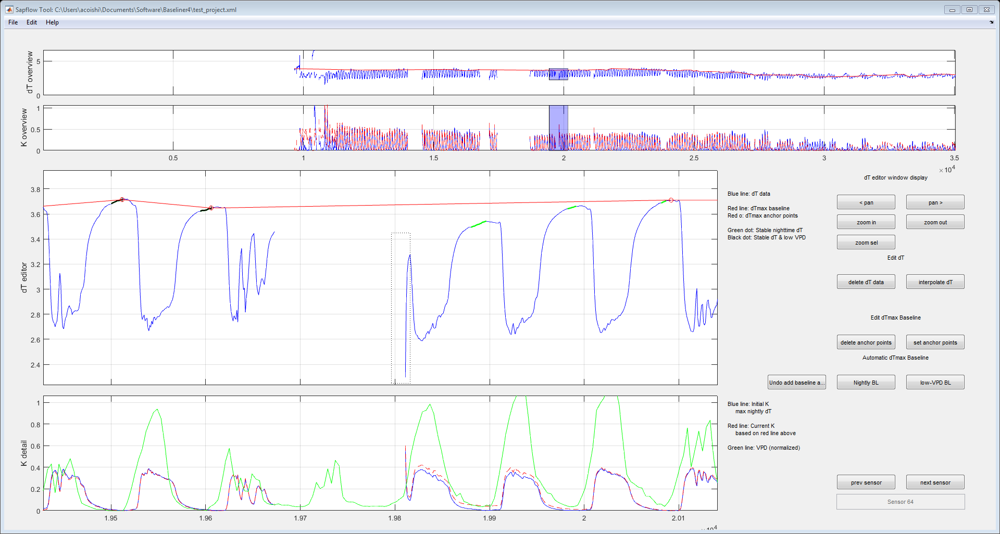 Sapflow Tool: C:\Users\acoishi\Documents\Software\Baseliner4\test_project.xml
File Edit Help
dT overview
5
0
K overview
1
0.5
0
0.5 1 1.5 2 2.5 3 3.5
×10^4
dT editor
3.8
3.6
3.4
3.2
3
2.8
2.6
2.4
dT editor window display
Blue line: dT data
Red line: dTmax baseline
Red o: dTmax anchor points
Green dot: Stable nighttime dT
Black dot: Stable dT & low VPD
< pan pan >
zoom in zoom out
zoom sel
Edit dT
delete dT data interpolate dT
Edit dTmax Baseline
delete anchor points set anchor points
Automatic dTmax Baseline
Undo add baseline a... Nightly BL low-VPD BL
K detail
1
0.8
0.6
0.4
0.2
0
1.95 1.96 1.97 1.98 1.99 2 2.01
Blue line: Initial K
max nightly dT
Red line: Current K
based on red line above
Green line: VPD (normalized)
prev sensor next sensor
Sensor 64